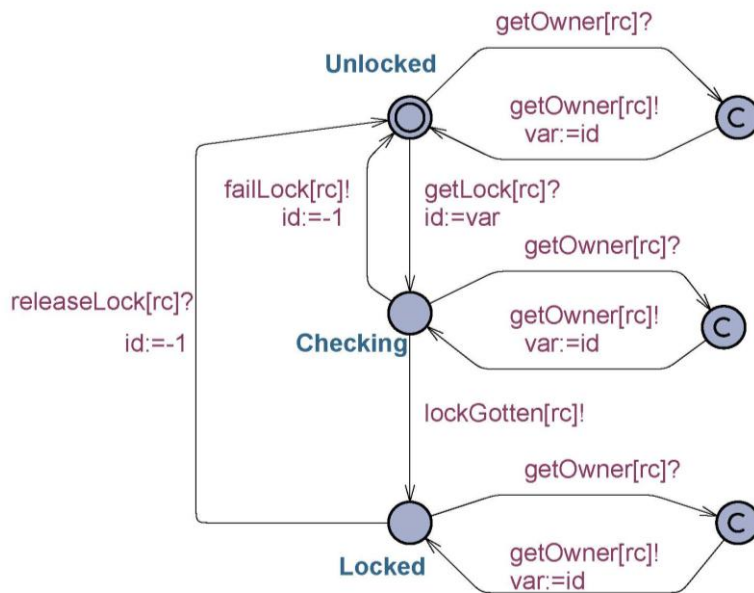 getOwner[rc]?
Unlocked
getOwner[rc]!
var:=id
C
failLock[rc]!
id:=-1
getLock[rc]?
id:=var
getOwner[rc]?
releaseLock[rc]?
id:=-1
getOwner[rc]!
var:=id
C
Checking
lockGotten[rc]!
getOwner[rc]?
C
Locked
getOwner[rc]!
var:=id